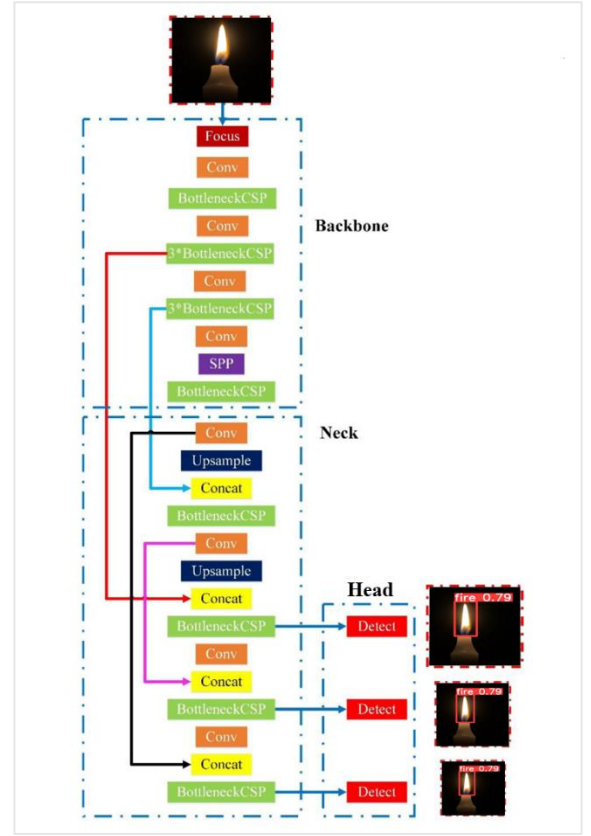 Focus
Conv
BottleneckCSP
Conv
Backbone
3*BottleneckCSP
Conv
3*BottleneckCSP
Conv
SPP
BottleneckCSP
Conv
Neck
Upsample
Concat
BottleneckCSP
Conv
Upsample
Head
Concat
fire 0.79
BottleneckCSP
Detect
Conv
Concat
fire 0.79
BottleneckCSP
Detect
Conv
Concat
fire 0.79
BottleneckCSP
Detect